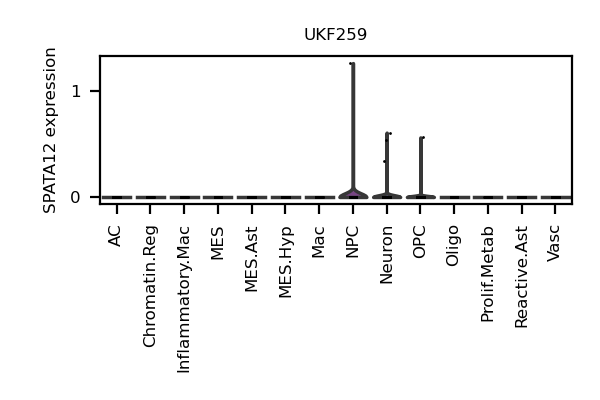 UKF259
SPATA12 expression
1
0
AC
Chromatin.Reg
Inflammatory.Mac
MES
MES.Ast
MES.Hyp
Mac
NPC
Neuron
OPC
Oligo
Prolif.Metab
Reactive.Ast
Vasc